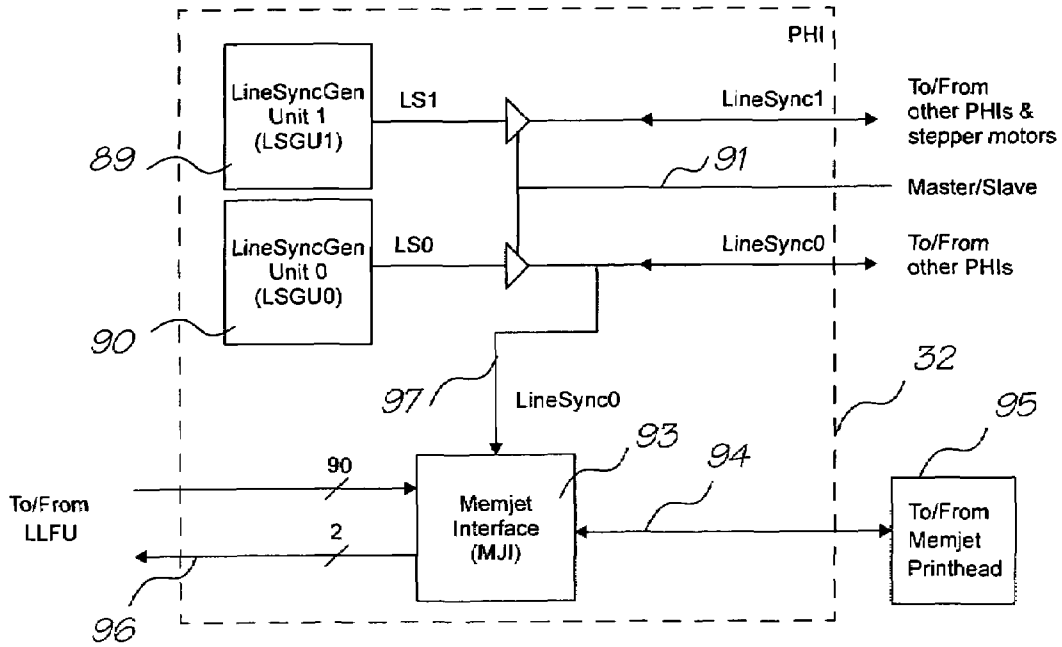 PHI
LineSyncGen
Unit 1
(LSGU1)
LS1
LineSync1
To/From
other PHIs &
stepper motors
89
91
Master/Slave
LineSyncGen
Unit 0
(LSGU0)
LS0
LineSync0
To/From
other PHIs
90
97
LineSync0
32
95
93
94
To/From
LLFU
90
2
Memjet
Interface
(MJI)
To/From
Memjet
Printhead
96